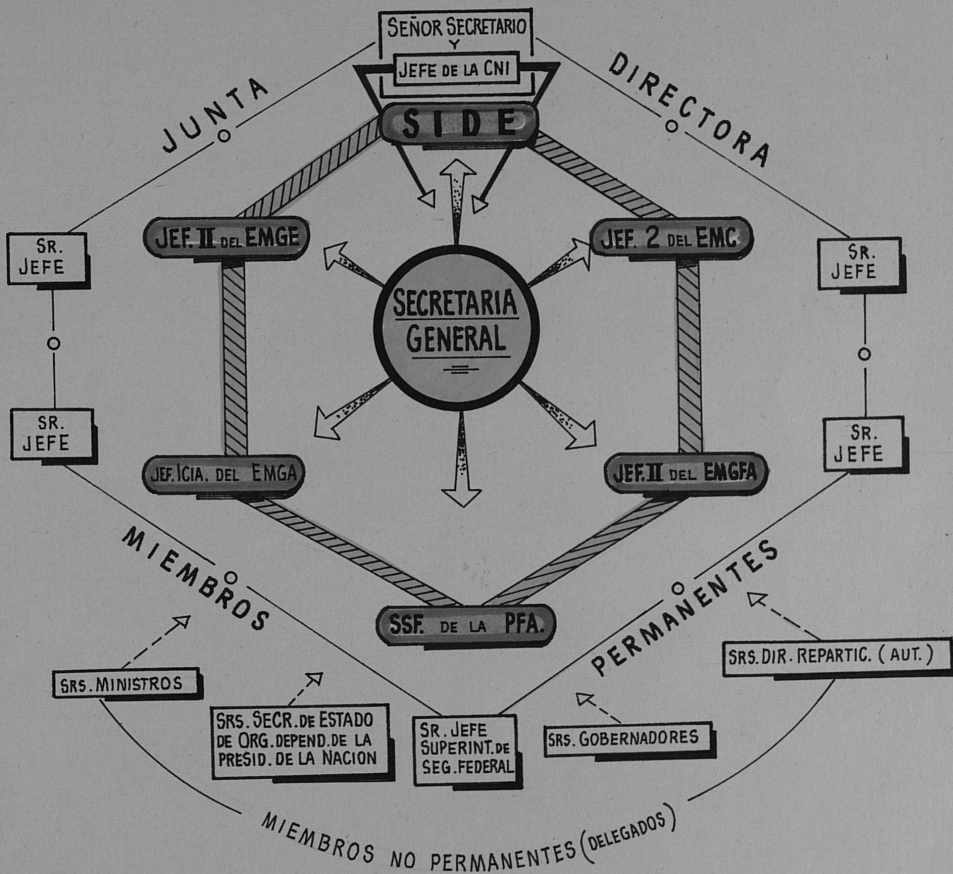 SEÑOR SECRETARIO
Y
JEFE DE LA CNI
JUNTA
DIRECTORA
SIDE
JEF. II DEL EMGE
JEF. 2 DEL EMC
SR.
JEFE
SR.
JEFE
SECRETARIA
GENERAL
SR.
JEFE
SR.
JEFE
JEF. ICIA. DEL EMGA
JEF. II DEL EMGFA
MIEMBROS
PERMANENTES
SSF. DE LA PFA.
SRS. MINISTROS
SRS. DIR. REPARTIC. (AUT.)
SRS. SECR. DE ESTADO
DE ORG. DEPEND. DE LA
PRESID. DE LA NACION
SR. JEFE
SUPERINT. DE
SEG. FEDERAL
SRS. GOBERNADORES
MIEMBROS NO PERMANENTES (DELEGADOS)